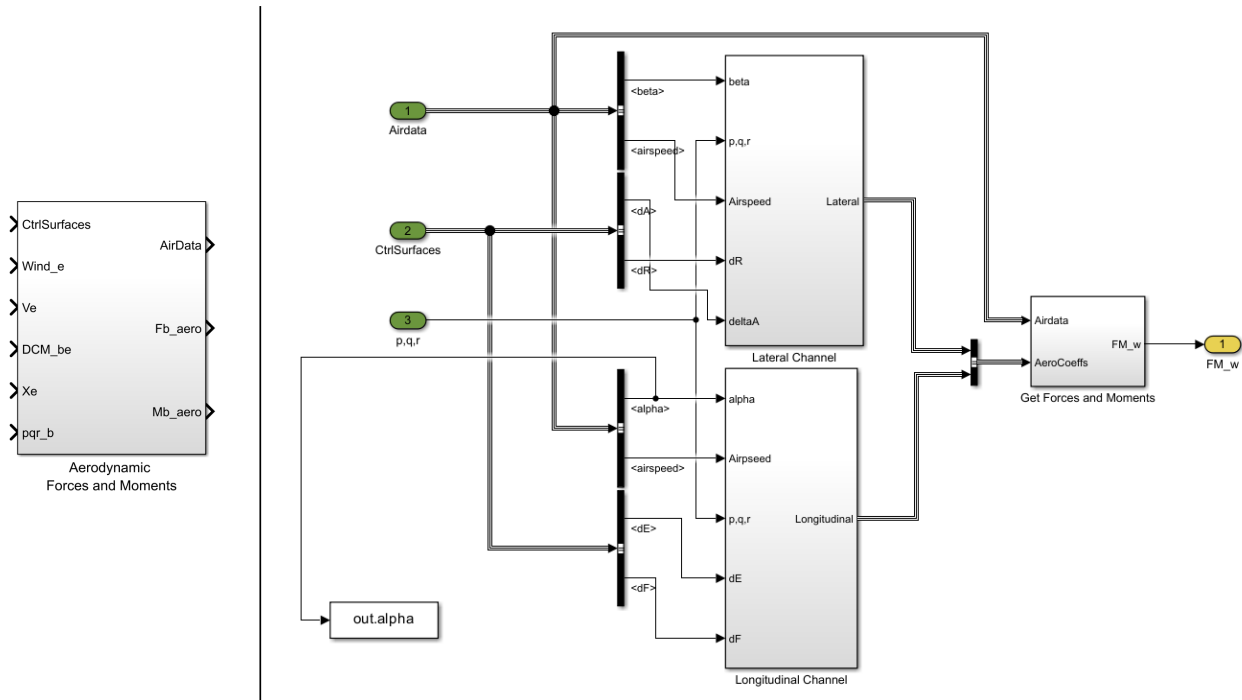 CtrlSurfaces
Wind_e
Ve
DCM_be
Xe
pqr_b
AirData
Fb_aero
Mb_aero
Aerodynamic
Forces and Moments
1
Airdata
2
CtrlSurfaces
3
p,q,r
<beta>
<airspeed>
<dA>
<dR>
beta
p,q,r
Airspeed
dR
deltaA
Lateral
Lateral Channel
<alpha>
<airspeed>
<dE>
<dF>
alpha
Airpseed
p,q,r
dE
dF
Longitudinal
Longitudinal Channel
out.alpha
Airdata
AeroCoeffs
FM_w
Get Forces and Moments
1
FM_w